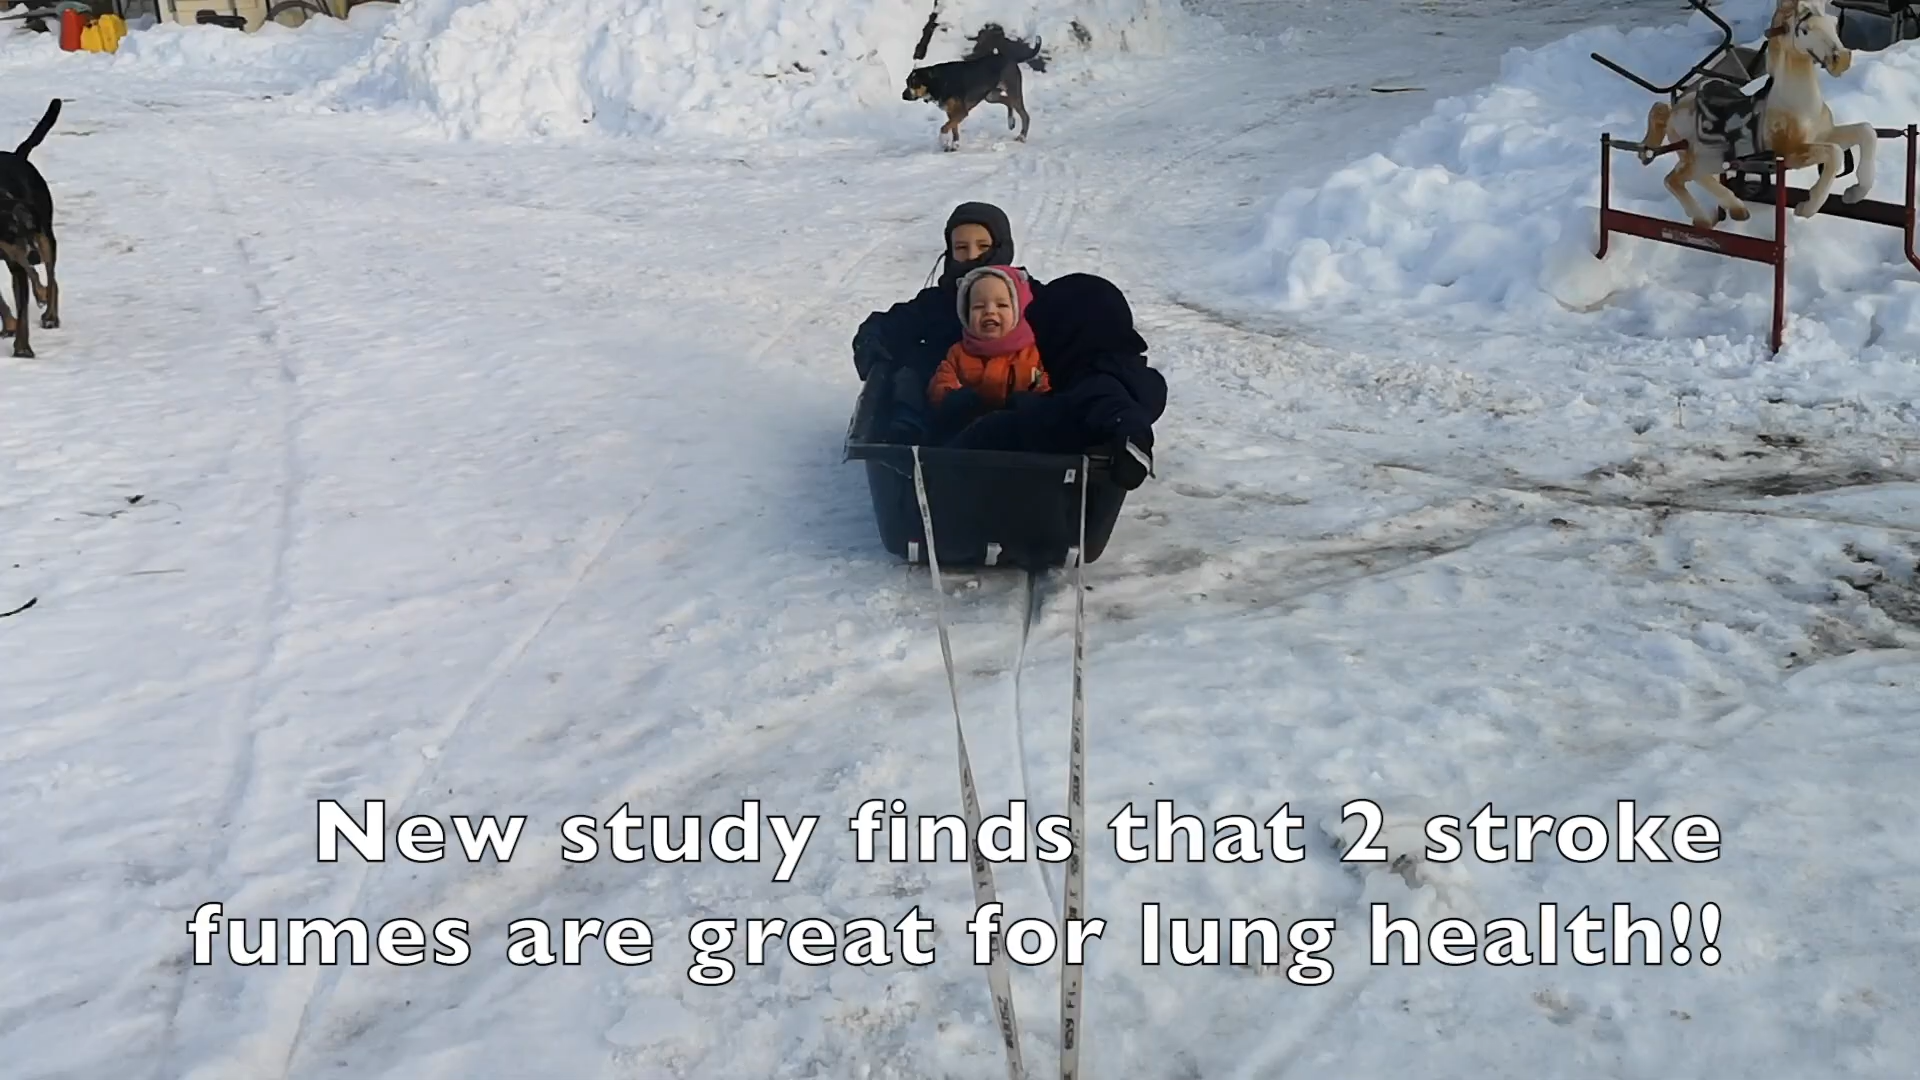 New study finds that 2 stroke
fumes are great for lung health!!